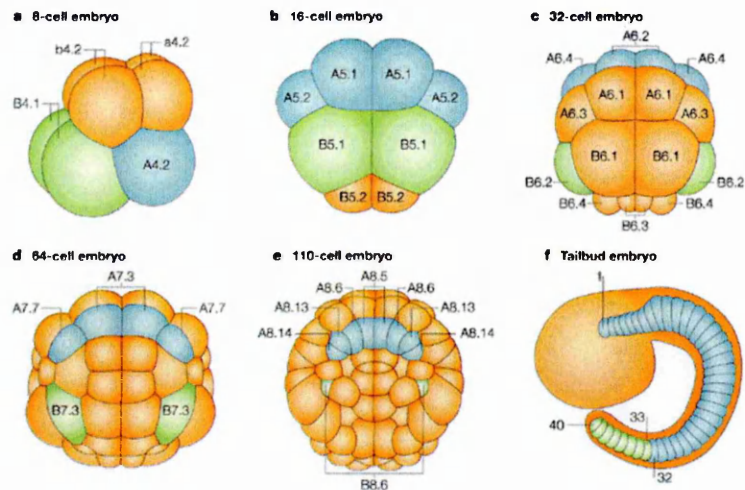 a 8-cell embryo
b4.2
a4.2
B4.1
A4.2
b 16-cell embryo
A5.1 A5.1
A5.2 A5.2
B5.1 B5.1
B5.2 B5.2
c 32-cell embryo
A6.2
A6.4 A6.4
A6.1 A6.1
A6.3 A6.3
B6.1 B6.1
B6.2 B6.2
B6.4 B6.4
B6.3
d 64-cell embryo
A7.3
A7.7 A7.7
B7.3 B7.3
e 110-cell embryo
A8.5
A8.6 A8.6
A8.13 A8.13
A8.14 A8.14
B8.6
f Tailbud embryo
1
40
33
32